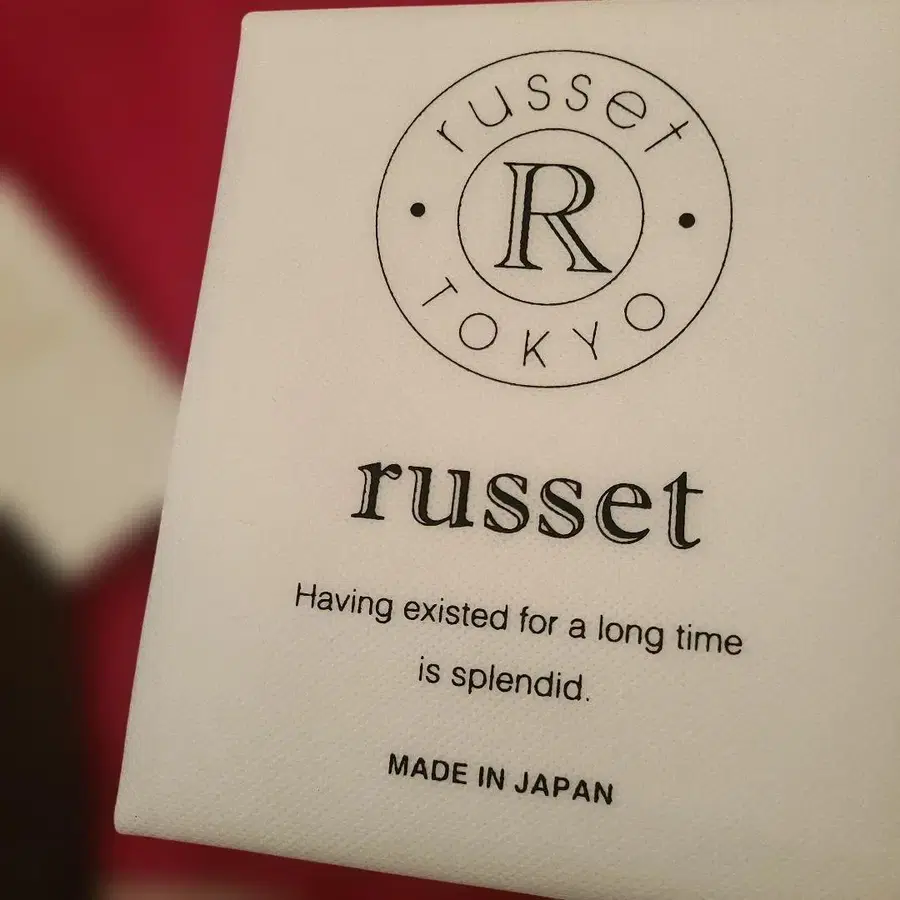 russet
R
TOKYO
russet
Having existed for a long time
is splendid.
MADE IN JAPAN